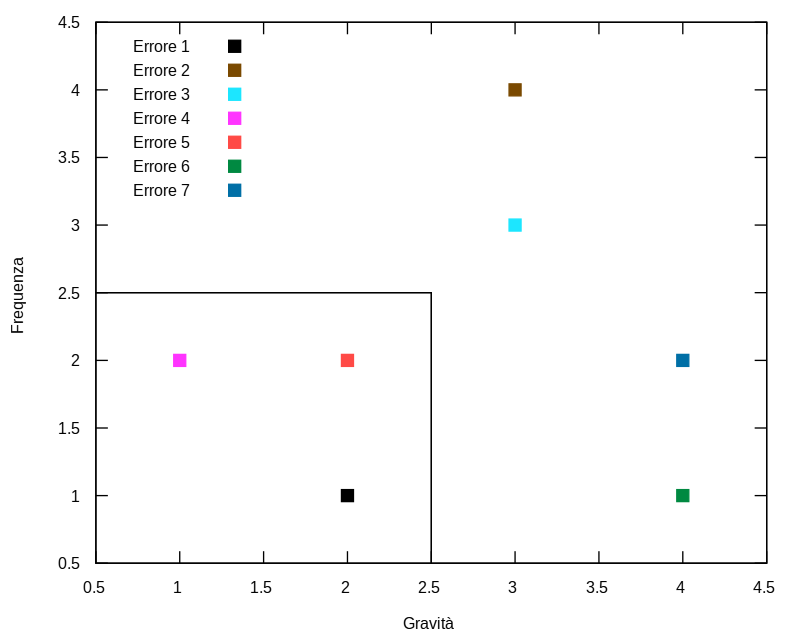 4.5
4
3.5
3
2.5
2
1.5
1
0.5
Errore 1
Errore 2
Errore 3
Errore 4
Errore 5
Errore 6
Errore 7
Frequenza
0.5 1 1.5 2 2.5 3 3.5 4 4.5
Gravità